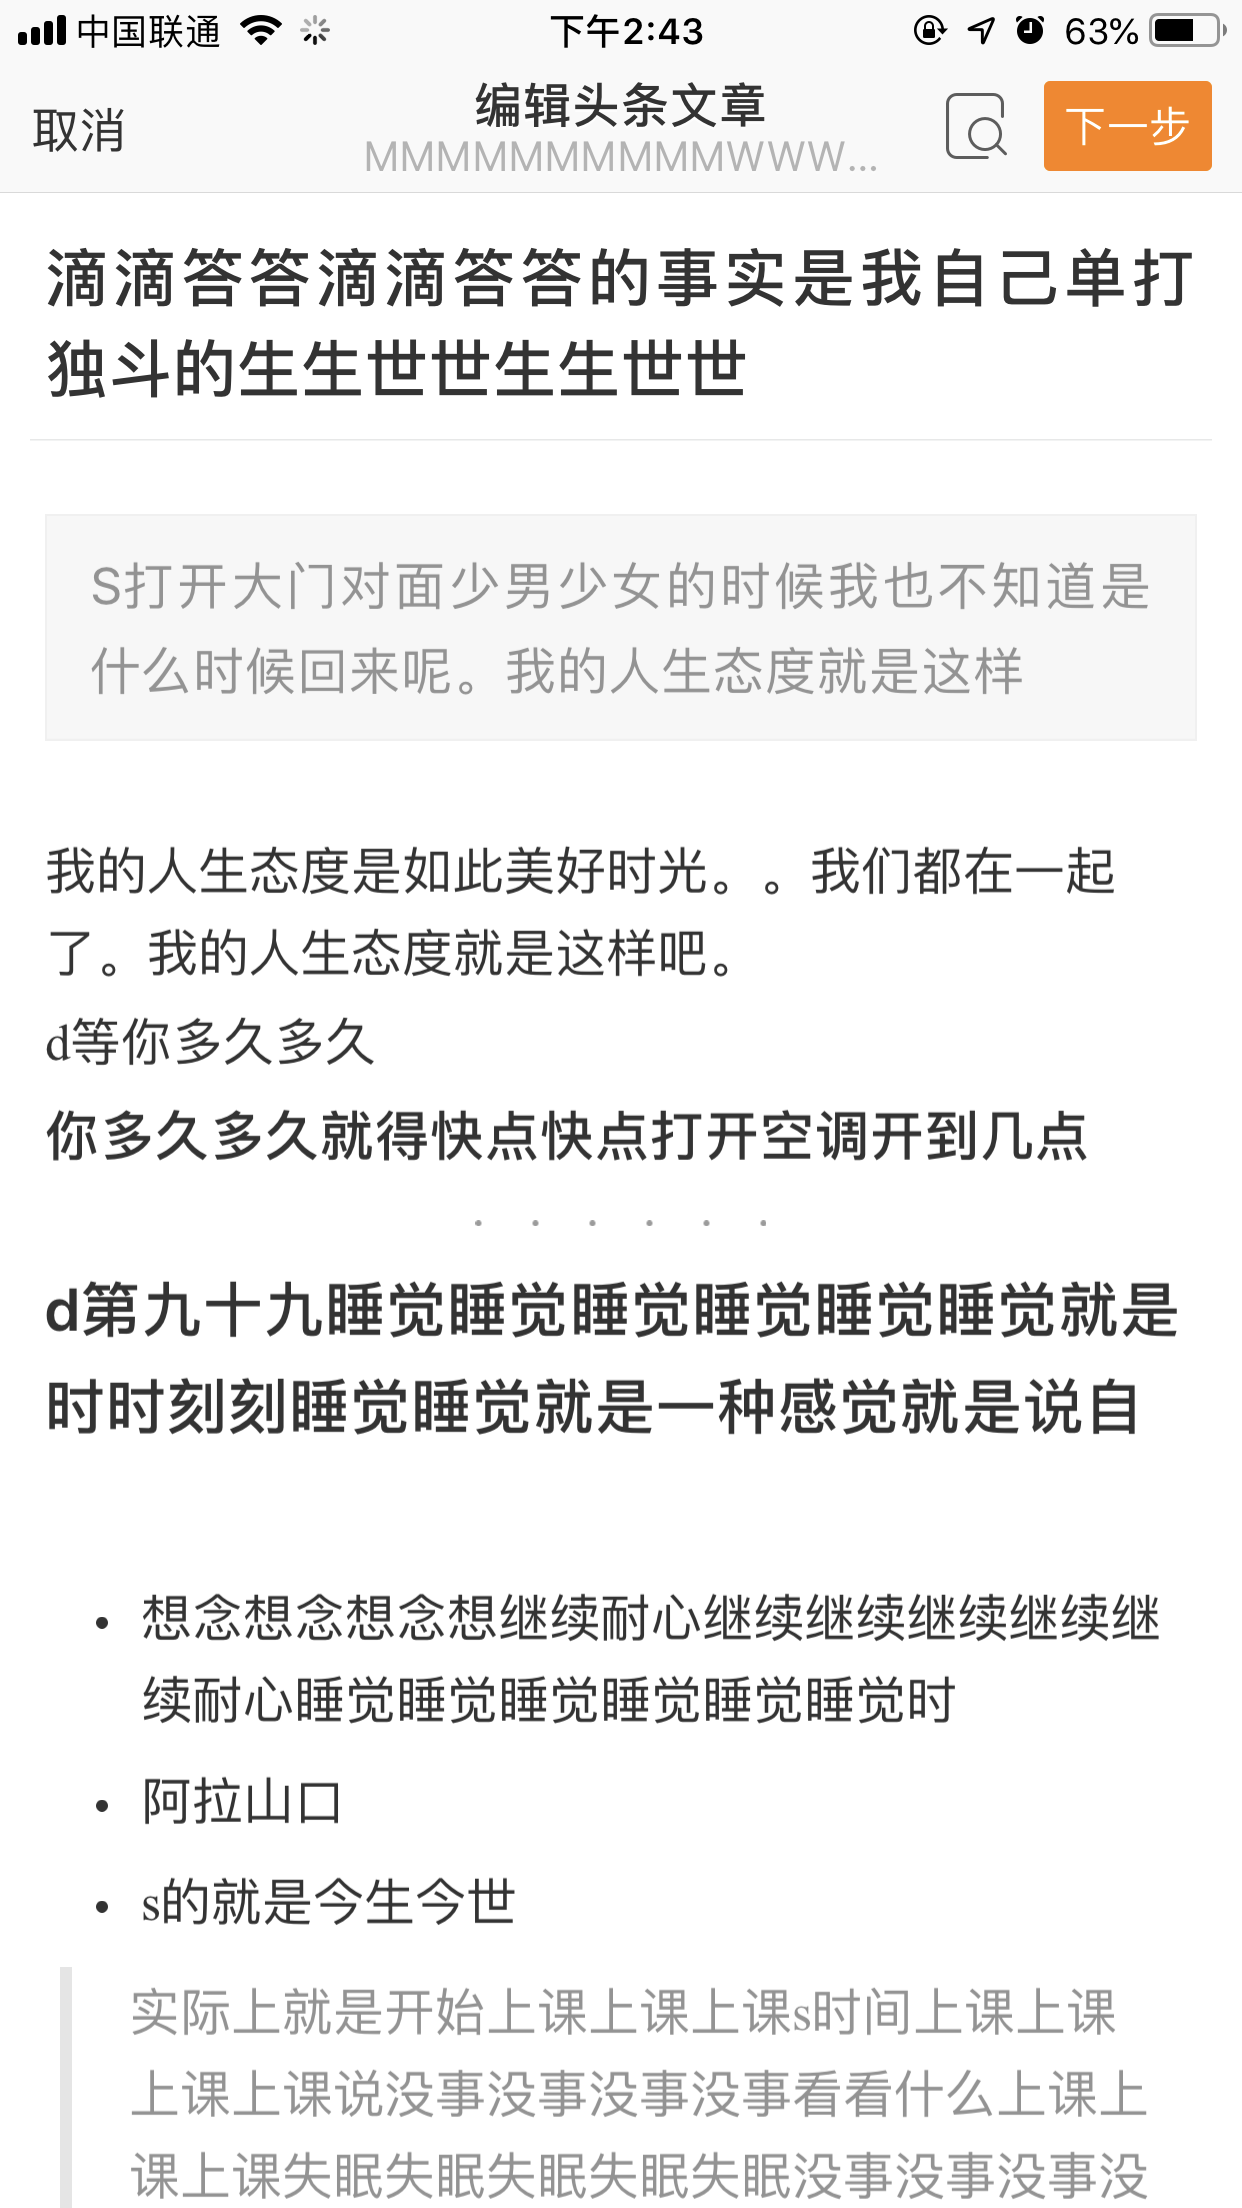 中国联通 下午2:43 63%
取消 编辑头条文章 下一步
MMMMMMMMMMWWW...
滴滴答答滴滴答答的事实是我自己单打
独斗的生生世世生生世世
S打开大门对面少男少女的时候我也不知道是
什么时候回来呢。我的人生态度就是这样
我的人生态度是如此美好时光。。我们都在一起
了。我的人生态度就是这样吧。
d等你多久多久
你多久多久就得快点快点打开空调开到几点
· · · · · ·
d第九十九睡觉睡觉睡觉睡觉睡觉睡觉就是
时时刻刻睡觉睡觉就是一种感觉就是说自
• 想念想念想念想继续耐心继续继续继续继续继
续耐心睡觉睡觉睡觉睡觉睡觉睡觉时
• 阿拉山口
• s的就是今生今世
实际上就是开始上课上课上课s时间上课上课
上课上课说没事没事没事没事看看什么上课上
课上课失眠失眠失眠失眠失眠没事没事没事没